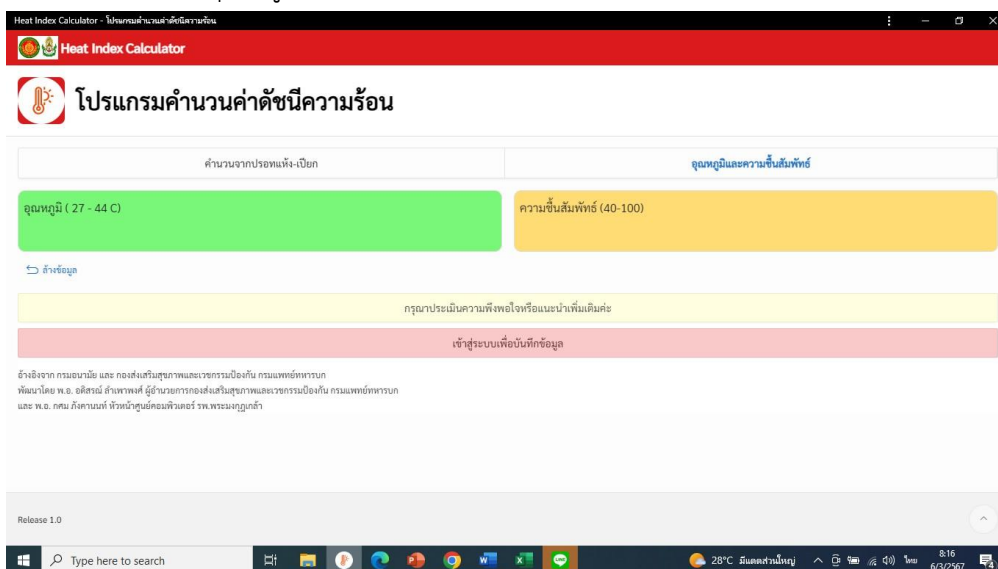 Heat Index Calculator - โปรแกรมคำนวนค่าดัชนีความร้อน
Heat Index Calculator
โปรแกรมคำนวนค่าดัชนีความร้อน
คำนวนจากปรอทแห้ง-เปียก
อุณหภูมิและความชื้นสัมพัทธ์
อุณหภูมิ ( 27 - 44 C)
ความชื้นสัมพัทธ์ (40-100)
ล้างข้อมูล
กรุณาประเมินความพึงพอใจหรือแนะนำเพิ่มเติมค่ะ
เข้าสู่ระบบเพื่อบันทึกข้อมูล
อ้างอิงจาก กรมอนามัย และ กองส่งเสริมสุขภาพและเวชกรรมป้องกัน กรมแพทย์ทหารบก
พัฒนาโดย พ.อ. อดิสรณ์ ลำเพาพงศ์ ผู้อำนวยการกองส่งเสริมสุขภาพและเวชกรรมป้องกัน กรมแพทย์ทหารบก
และ พ.อ. กศม ภังคานนท์ หัวหน้าศูนย์คอมพิวเตอร์ รพ.พระมงกุฎเกล้า
Release 1.0
Type here to search
28°C มีแดดส่วนใหญ่
ไทย
8:16
6/3/2567
4